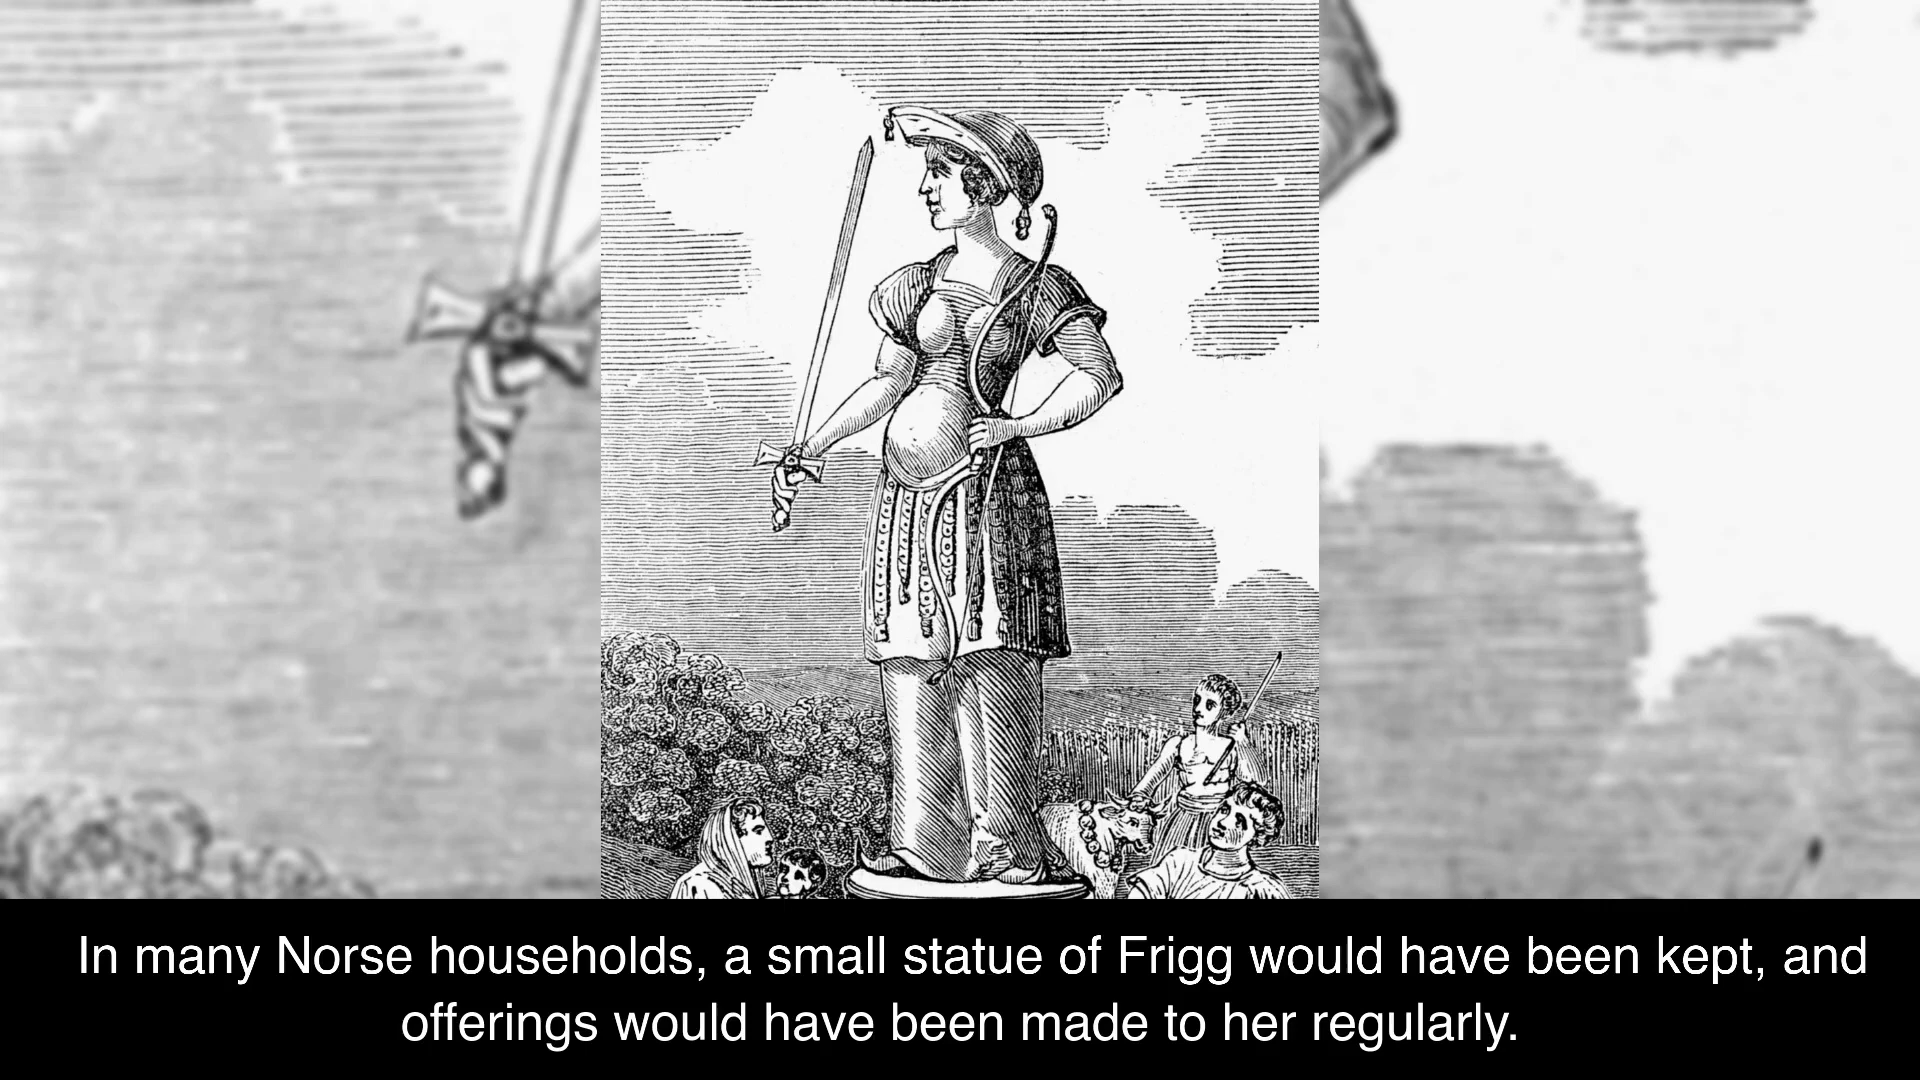 In many Norse households, a small statue of Frigg would have been kept, and
offerings would have been made to her regularly.